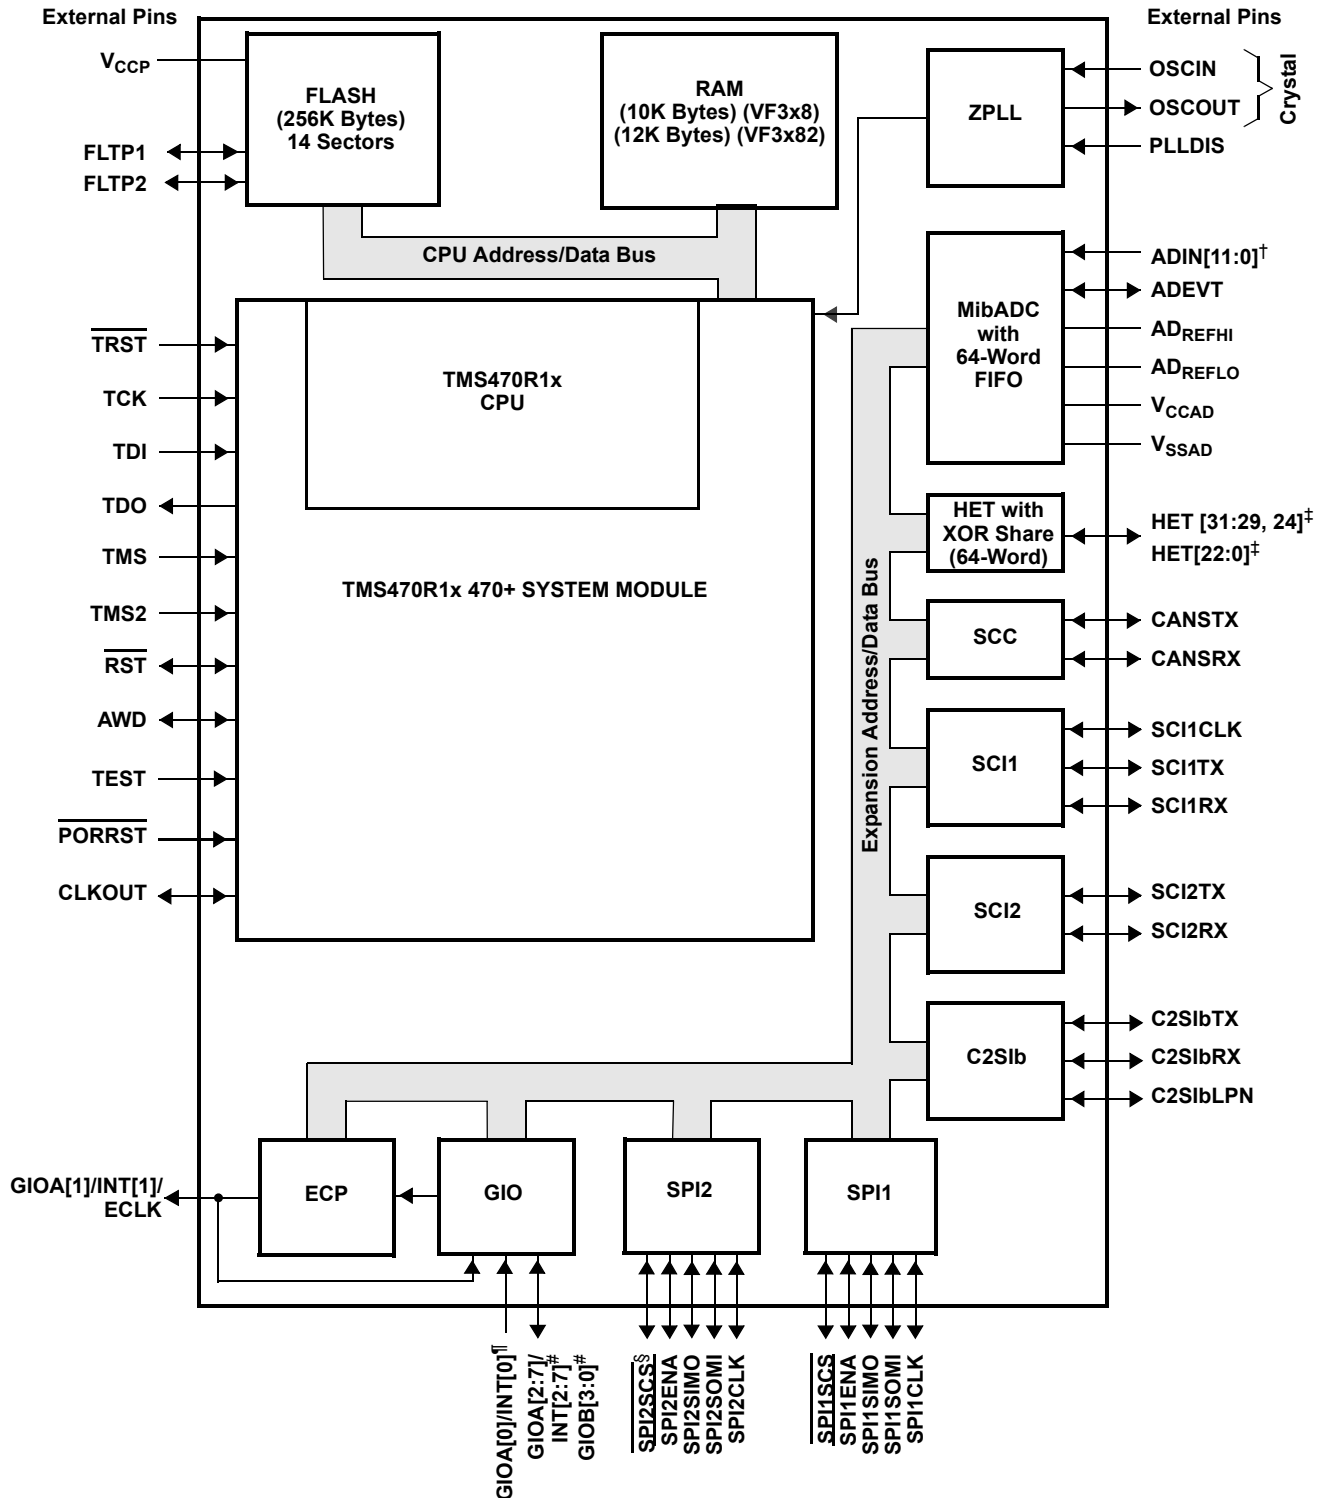 External Pins
External Pins
VCCP
FLTP1
FLTP2
FLASH
(256K Bytes)
14 Sectors
RAM
(10K Bytes) (VF3x8)
(12K Bytes) (VF3x82)
ZPLL
OSCIN
OSCOUT
Crystal
PLLDIS
CPU Address/Data Bus
MibADC
with
64-Word
FIFO
ADIN[11:0]†
ADEVT
ADREFHI
ADREFLO
VCCAD
VSSAD
TRST
TCK
TDI
TDO
TMS
TMS2
RST
AWD
TEST
PORRST
CLKOUT
TMS470R1x
CPU
TMS470R1x 470+ SYSTEM MODULE
Expansion Address/Data Bus
HET with
XOR Share
(64-Word)
HET [31:29, 24]‡
HET[22:0]‡
SCC
CANSTX
CANSRX
SCI1
SCI1CLK
SCI1TX
SCI1RX
SCI2
SCI2TX
SCI2RX
C2SIb
C2SIbTX
C2SIbRX
C2SIbLPN
GIOA[1]/INT[1]/
ECLK
ECP
GIO
SPI2
SPI1
GIOA[0]/INT[0]¶
GIOA[2:7]/
INT[2:7]#
GIOB[3:0]#
SPI2SCS§
SPI2ENA
SPI2SIMO
SPI2SOMI
SPI2CLK
SPI1SCS
SPI1ENA
SPI1SIMO
SPI1SOMI
SPI1CLK